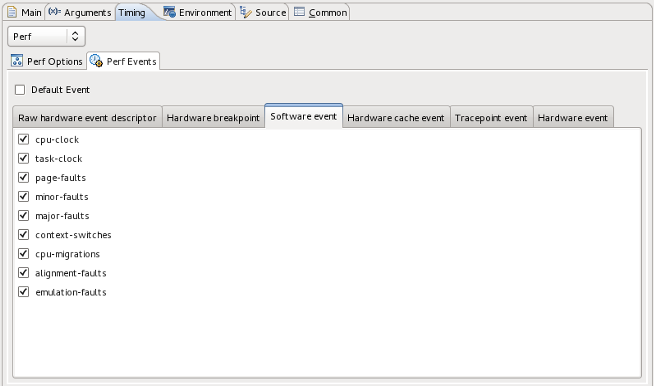 Main (x)= Arguments Timing Environment Source Common
Perf
Perf Options Perf Events
Default Event
Raw hardware event descriptor Hardware breakpoint Software event Hardware cache event Tracepoint event Hardware event
cpu-clock
task-clock
page-faults
minor-faults
major-faults
context-switches
cpu-migrations
alignment-faults
emulation-faults